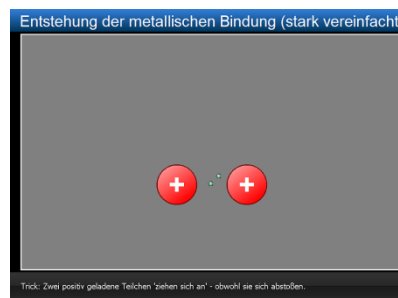 Entstehung der metallischen Bindung (stark vereinfacht
+ +
Trick: Zwei positiv geladene Teilchen 'ziehen sich an' - obwohl sie sich abstoßen.